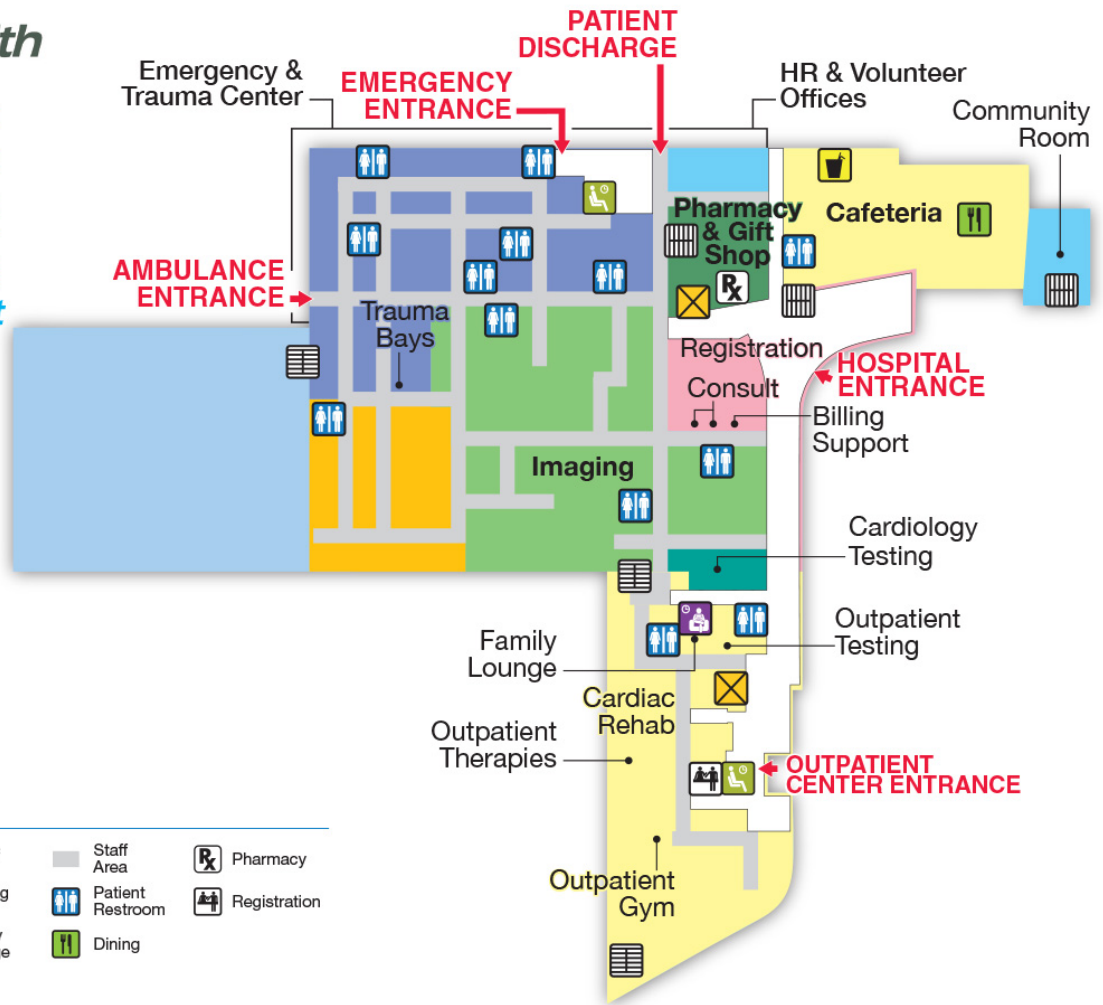 PATIENT
DISCHARGE
Emergency &
Trauma Center
EMERGENCY
ENTRANCE
HR & Volunteer
Offices
Community
Room
Pharmacy
& Gift
Shop
Cafeteria
Rx
AMBULANCE
ENTRANCE
Trauma
Bays
Registration
Consult
HOSPITAL
ENTRANCE
Billing
Support
Imaging
Cardiology
Testing
Family
Lounge
Outpatient
Testing
Cardiac
Rehab
Outpatient
Therapies
OUTPATIENT
CENTER ENTRANCE
Outpatient
Gym
Staff
Area
Rx Pharmacy
Patient
Restroom
Registration
Dining